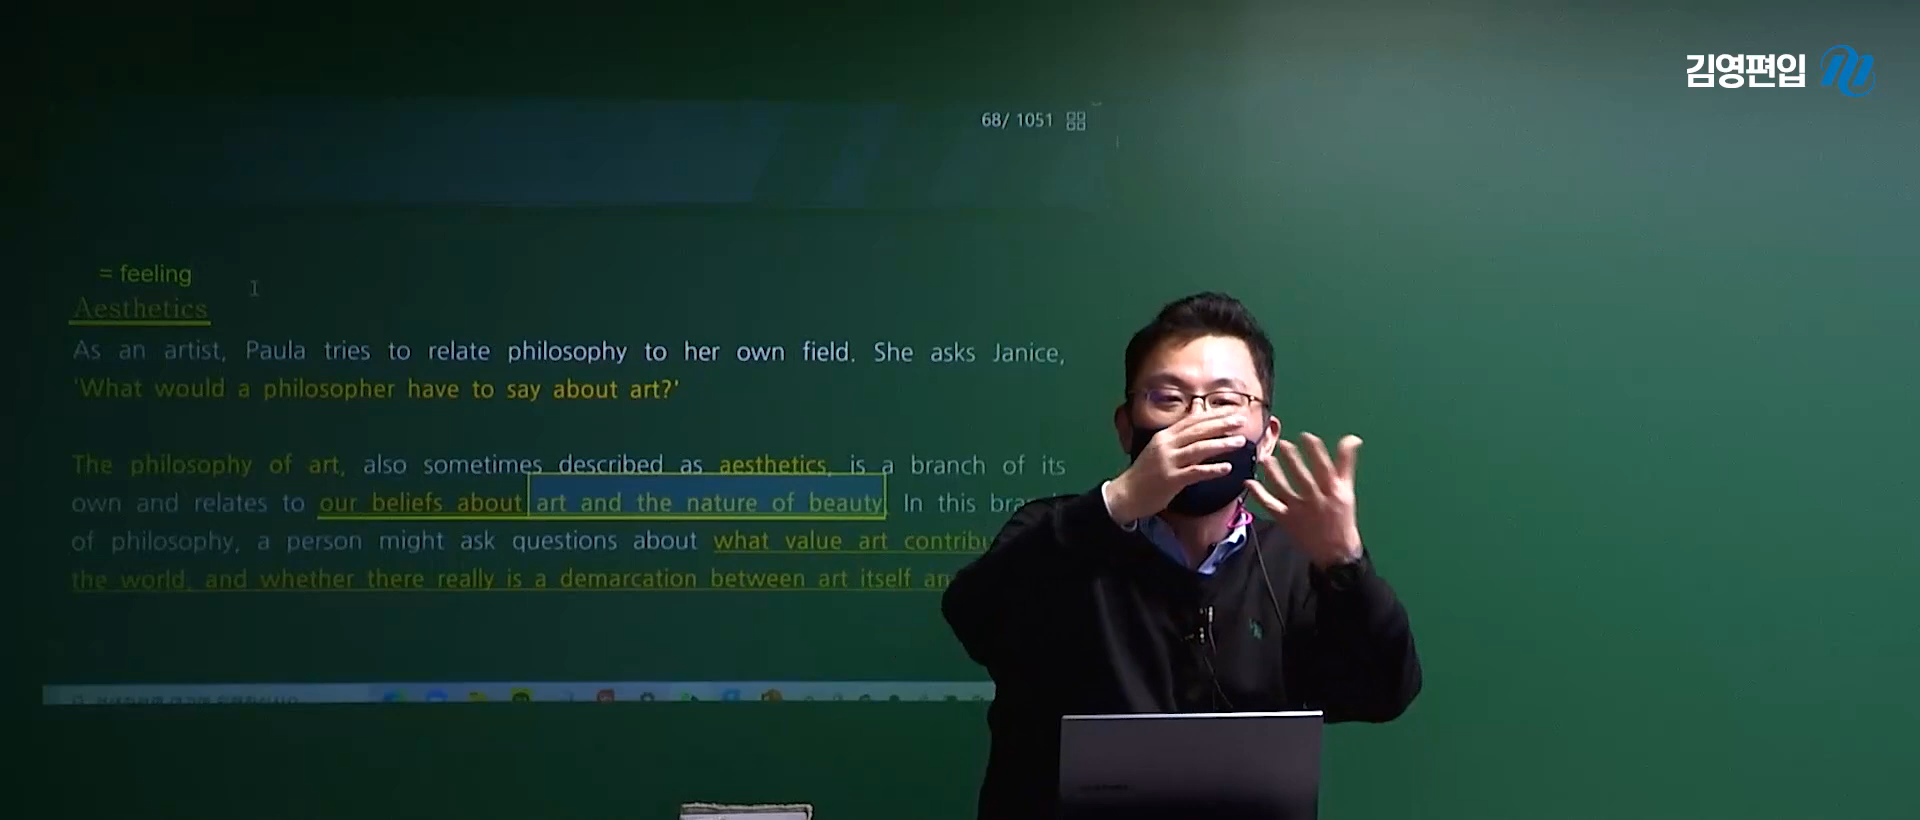 김영편입
68/ 1051
= feeling
Aesthetics
As an artist, Paula tries to relate philosophy to her own field. She asks Janice,
'What would a philosopher have to say about art?'
The philosophy of art, also sometimes described as aesthetics, is a branch of its
own and relates to our beliefs about art and the nature of beauty. In this
of philosophy, a person might ask questions about what value art
the world, and whether there really is a demarcation between art itself